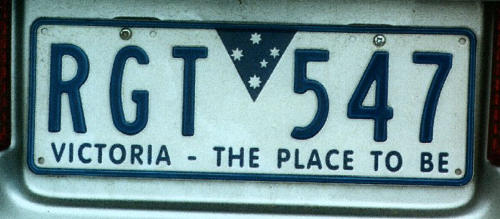 RGT 547
VICTORIA - THE PLACE TO BE